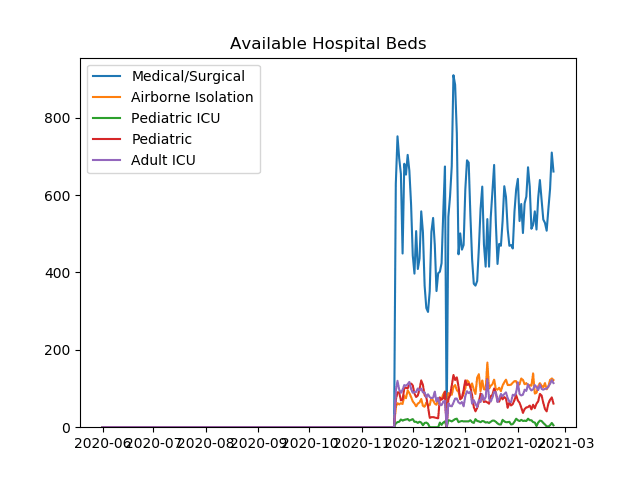 Available Hospital Beds
Medical/Surgical
Airborne Isolation
Pediatric ICU
Pediatric
Adult ICU
800
600
400
200
0
2020-06 2020-07 2020-08 2020-09 2020-10 2020-11 2020-12 2021-01 2021-02 2021-03